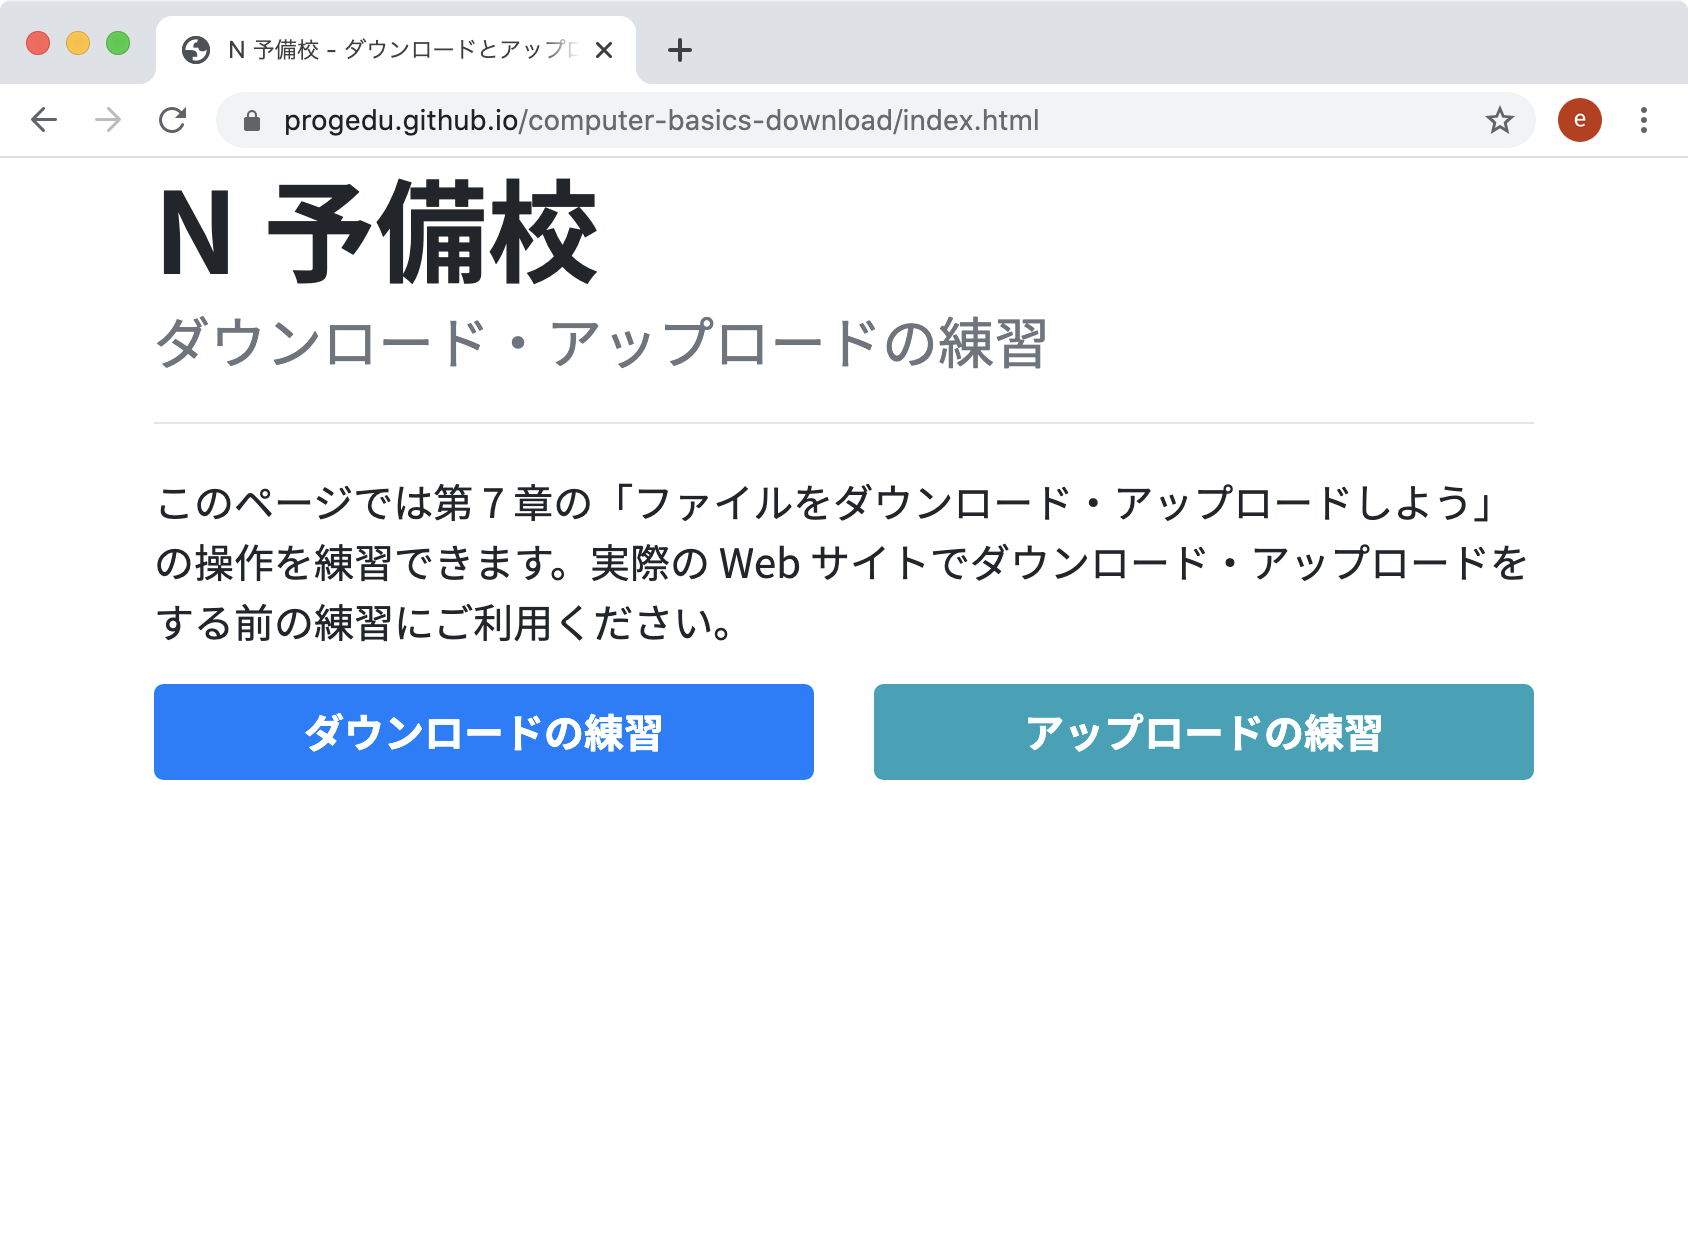 N 予備校 - ダウンロードとアップ
progedu.github.io/computer-basics-download/index.html
e
N 予備校
ダウンロード・アップロードの練習
このページでは第 7 章の「ファイルをダウンロード・アップロードしよう」
の操作を練習できます。実際の Web サイトでダウンロード・アップロードを
する前の練習にご利用ください。
ダウンロードの練習
アップロードの練習